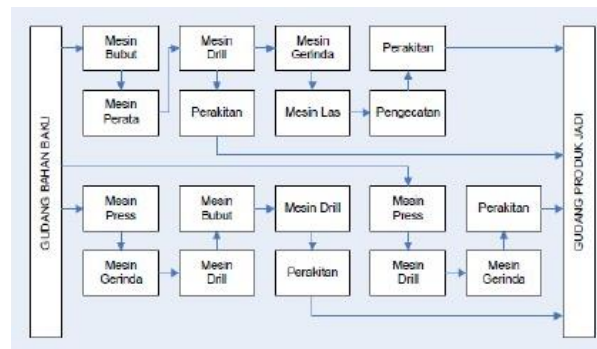 GUDANG BAHAN BAKU
Mesin
Bubut
Mesin
Drill
Mesin
Gerinda
Perakitan
Mesin
Perata
Perakitan
Mesin Las
Pengecatan
Mesin
Press
Mesin
Bubut
Mesin Drill
Mesin
Press
Perakitan
Mesin
Gerinda
Mesin
Drill
Perakitan
Mesin
Drill
Mesin
Gerinda
GUDANG PRODUK JADI